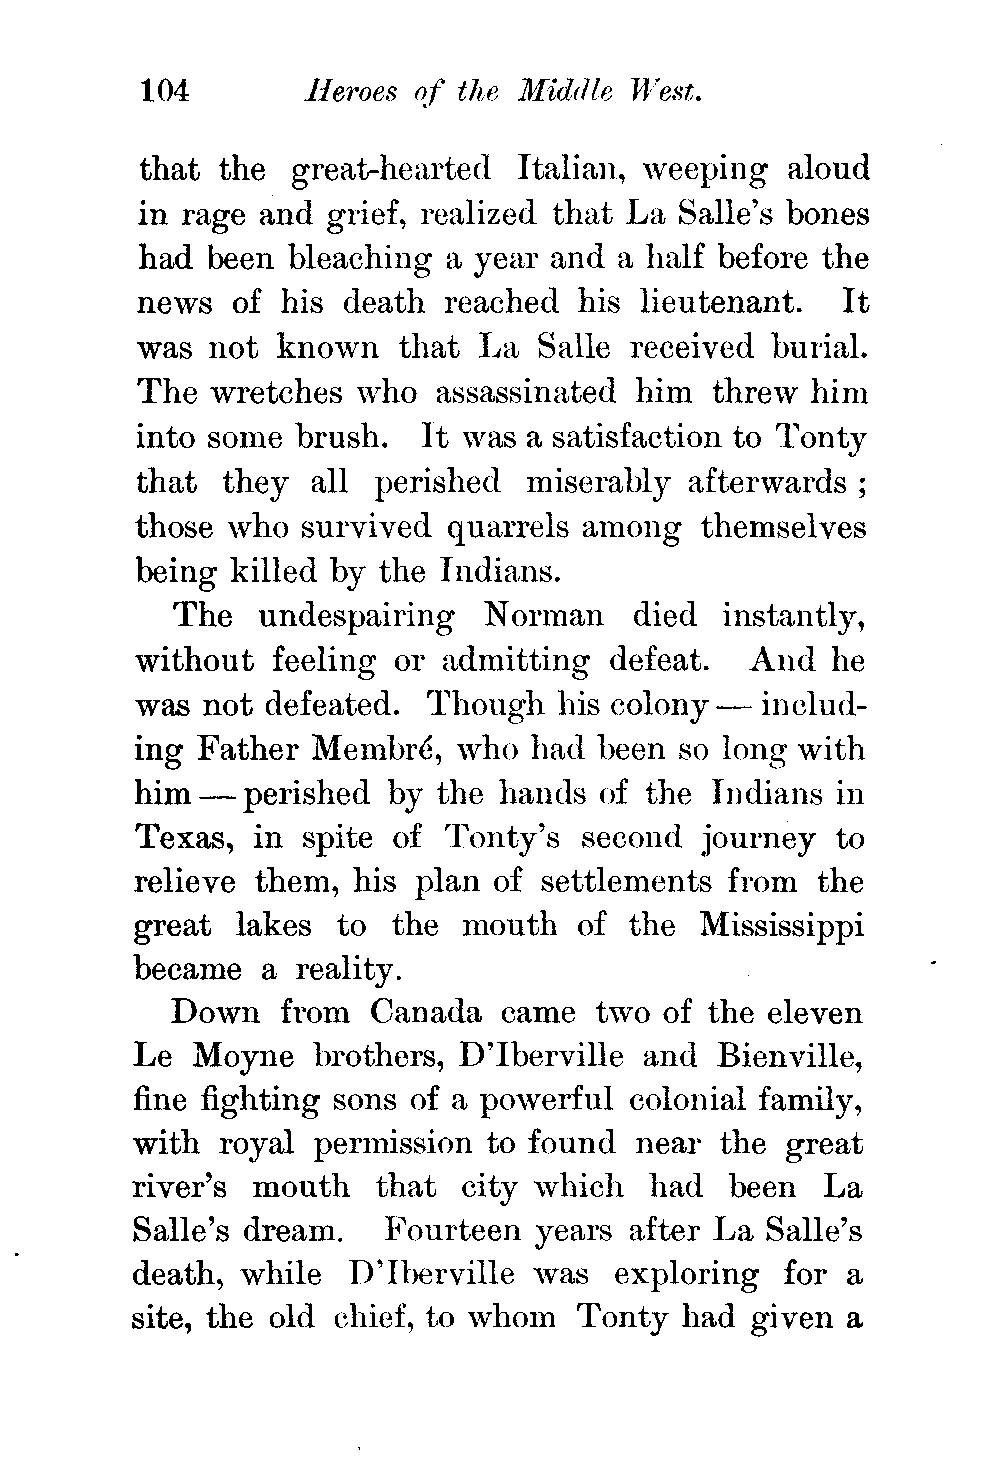 104 Heroes of the Middle West.
that the great-hearted Italian, weeping aloud
in rage and grief, realized that La Salle's bones
had been bleaching a year and a half before the
news of his death reached his lieutenant. It
was not known that La Salle received burial.
The wretches who assassinated him threw him
into some brush. It was a satisfaction to Tonty
that they all perished miserably afterwards ;
those who survived quarrels among themselves
being killed by the Indians.
The undespairing Norman died instantly,
without feeling or admitting defeat. And he
was not defeated. Though his colony — includ-
ing Father Membré, who had been so long with
him — perished by the hands of the Indians in
Texas, in spite of Tonty's second journey to
relieve them, his plan of settlements from the
great lakes to the mouth of the Mississippi
became a reality.
Down from Canada came two of the eleven
Le Moyne brothers, D'Iberville and Bienville,
fine fighting sons of a powerful colonial family,
with royal permission to found near the great
river's mouth that city which had been La
Salle's dream. Fourteen years after La Salle's
death, while D'Iberville was exploring for a
site, the old chief, to whom Tonty had given a